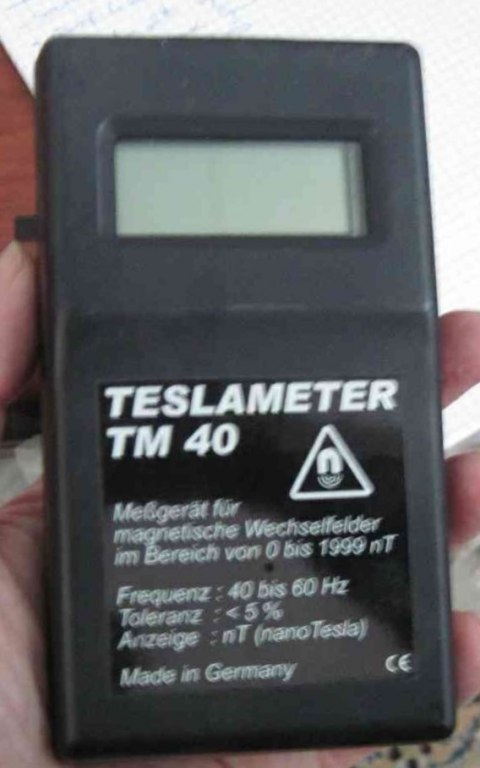 TESLAMETER
TM 40
Meßgerät für
magnetische Wechselfelder
im Bereich von 0 bis 1999 nT
Frequenz : 40 bis 60 Hz
Toleranz : < 5 %
Anzeige : nT (nanoTesla)
Made in Germany CE